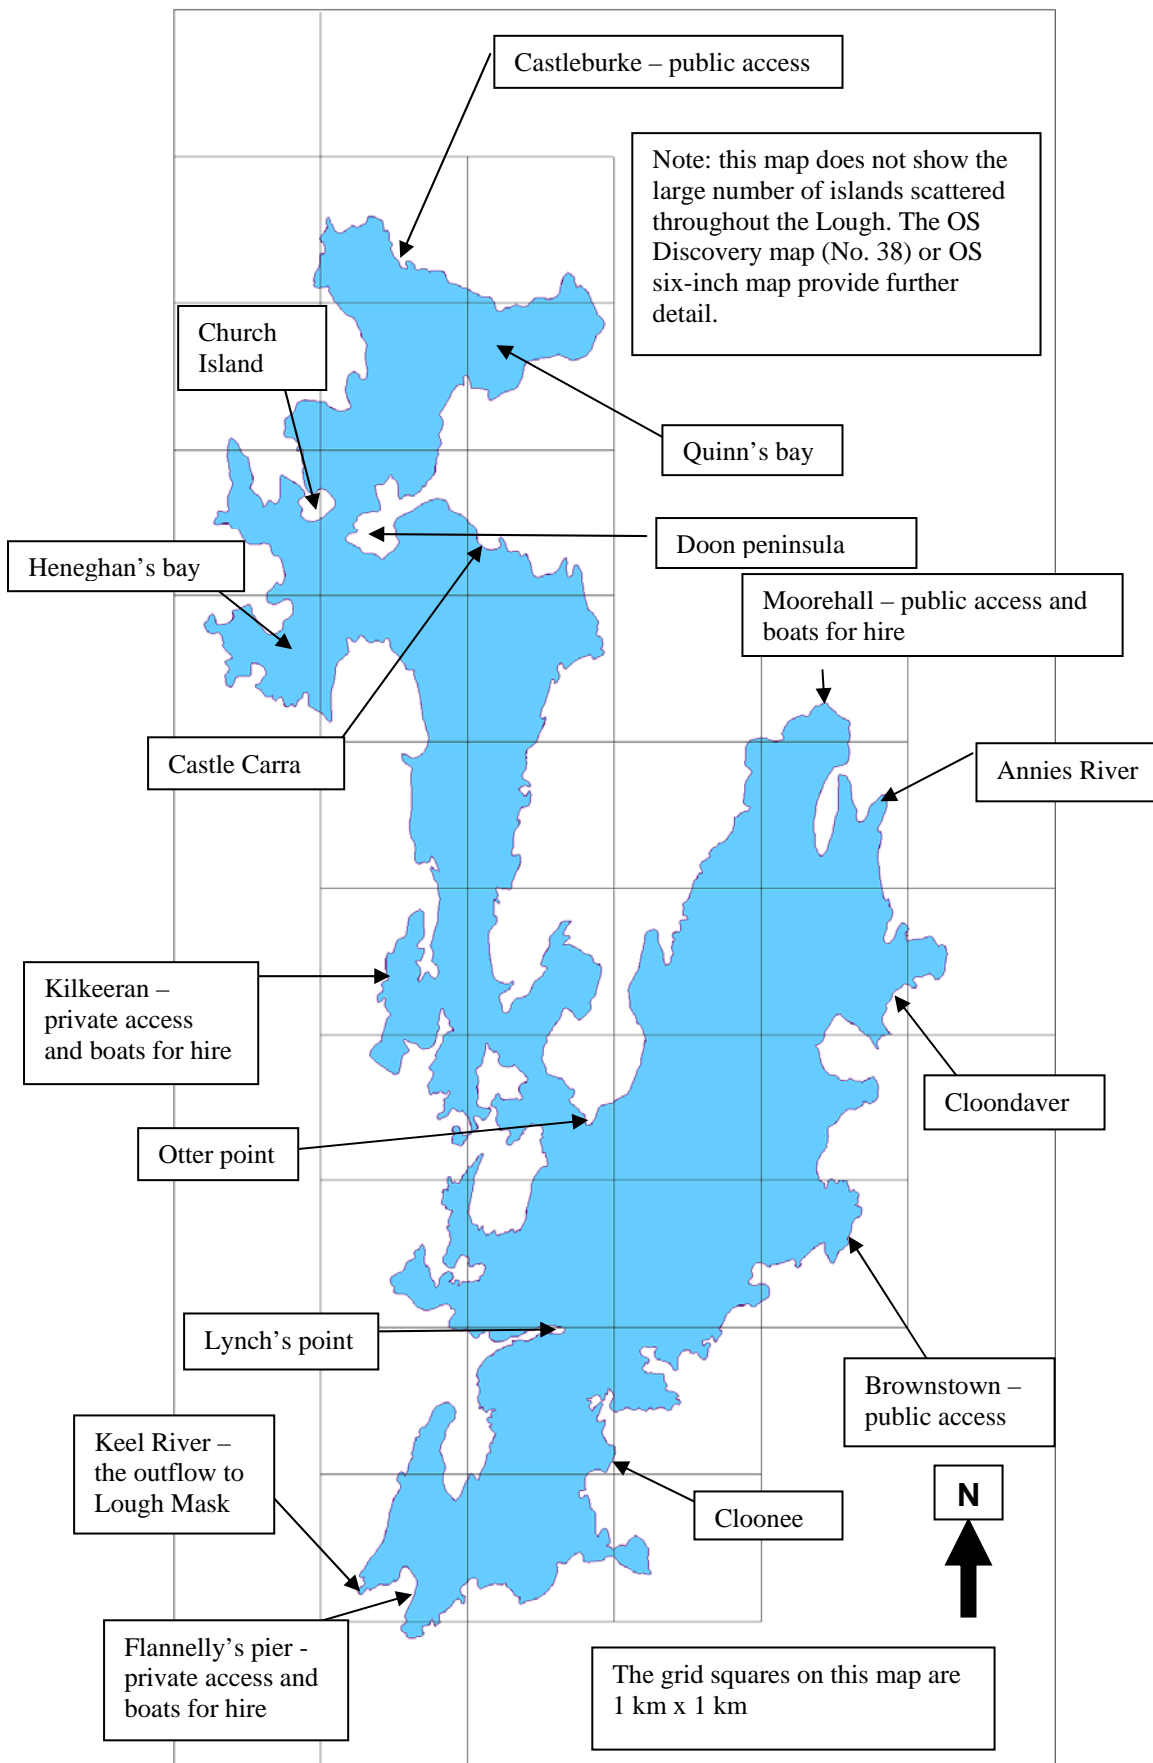 Castleburke – public access
Note: this map does not show the
large number of islands scattered
throughout the Lough. The OS
Discovery map (No. 38) or OS
six-inch map provide further
detail.
Church
Island
Quinn’s bay
Doon peninsula
Heneghan’s bay
Moorehall – public access and
boats for hire
Castle Carra
Annies River
Kilkeeran –
private access
and boats for hire
Cloondaver
Otter point
Lynch’s point
Brownstown –
public access
Keel River –
the outflow to
Lough Mask
N
Cloonee
Flannelly’s pier -
private access and
boats for hire
The grid squares on this map are
1 km x 1 km